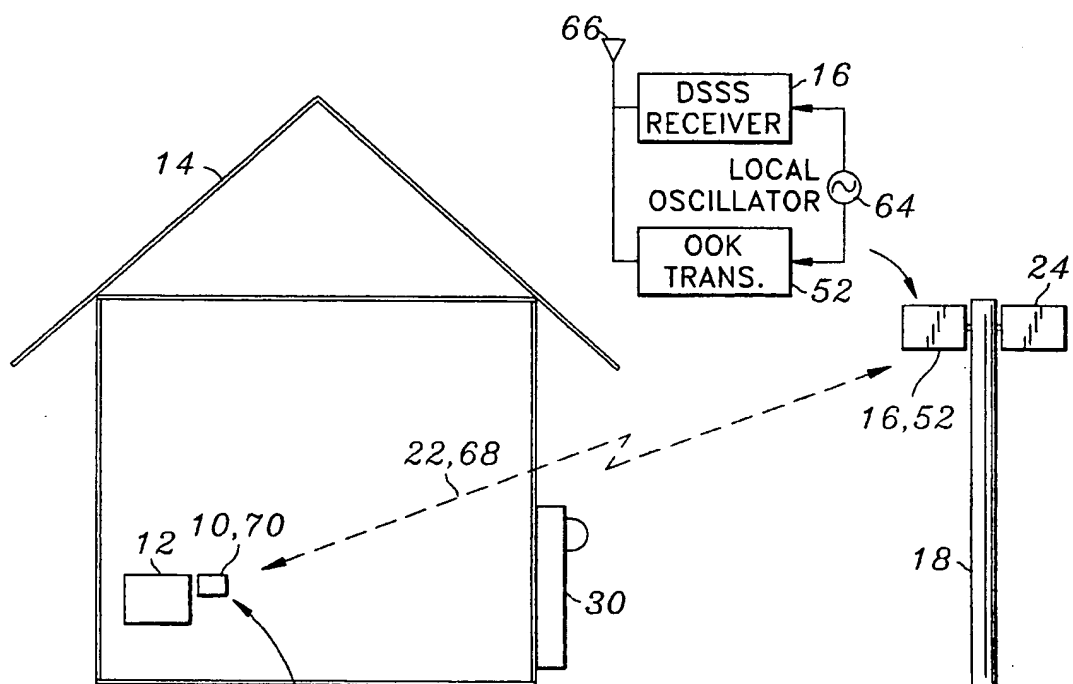 66
16
DSSS
RECEIVER
14
LOCAL
OSCILLATOR
64
OOK
TRANS.
52
24
16,52
22,68
10,70
12
18
30